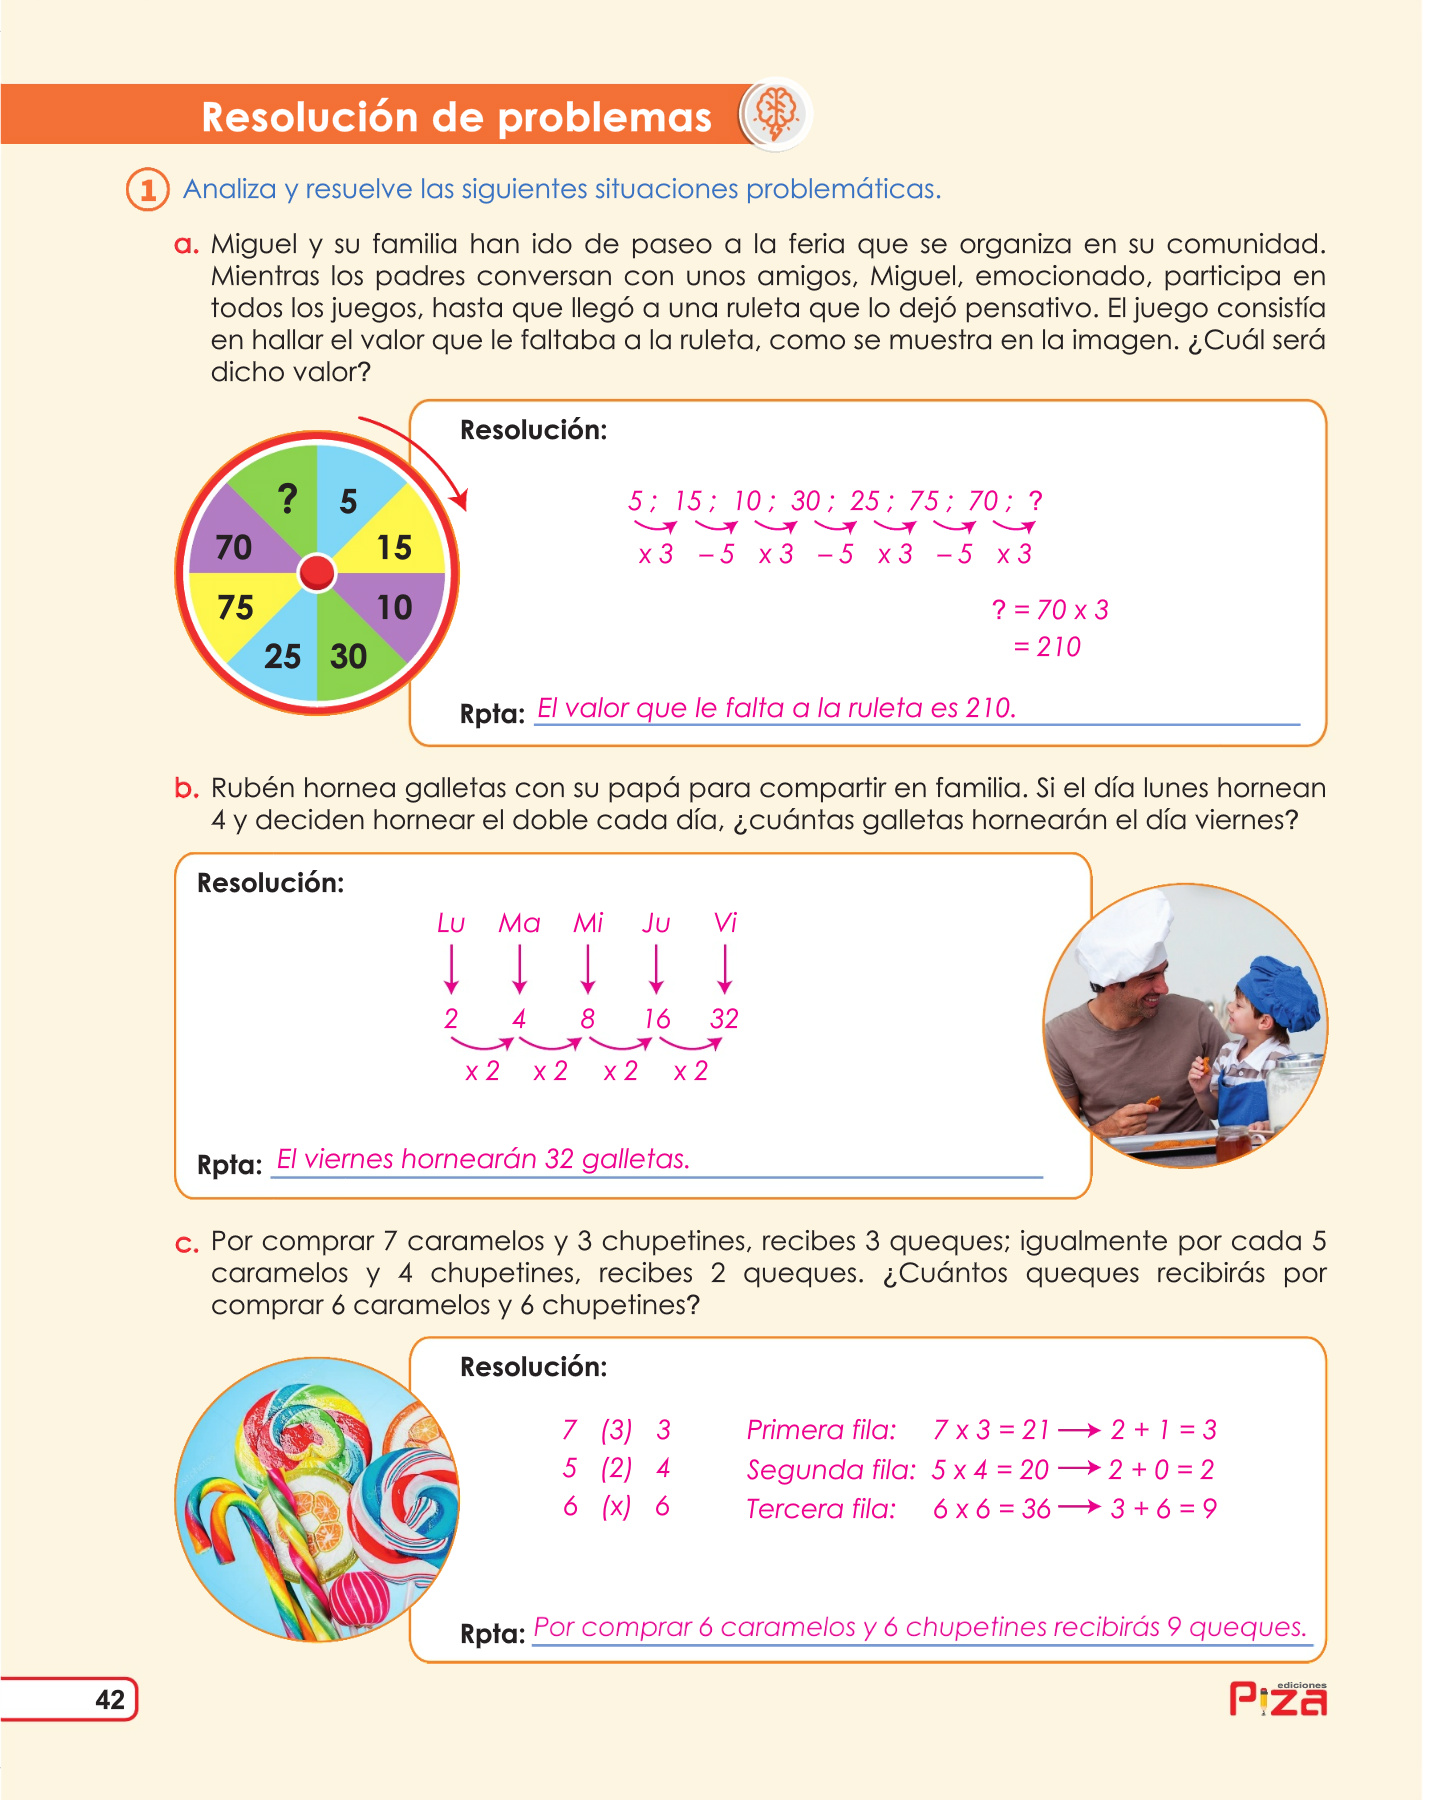 Resolución de problemas
1 Analiza y resuelve las siguientes situaciones problemáticas.
a. Miguel y su familia han ido de paseo a la feria que se organiza en su comunidad.
Mientras los padres conversan con unos amigos, Miguel, emocionado, participa en
todos los juegos, hasta que llegó a una ruleta que lo dejó pensativo. El juego consistía
en hallar el valor que le faltaba a la ruleta, como se muestra en la imagen. ¿Cuál será
dicho valor?
? 5
70 15
75 10
25 30
Resolución:
5 ; 15 ; 10 ; 30 ; 25 ; 75 ; 70 ; ?
x 3 – 5 x 3 – 5 x 3 – 5 x 3
? = 70 x 3
= 210
Rpta: El valor que le falta a la ruleta es 210.
b. Rubén hornea galletas con su papá para compartir en familia. Si el día lunes hornean
4 y deciden hornear el doble cada día, ¿cuántas galletas hornearán el día viernes?
Resolución:
Lu Ma Mi Ju Vi
2 4 8 16 32
x 2 x 2 x 2 x 2
Rpta: El viernes hornearán 32 galletas.
c. Por comprar 7 caramelos y 3 chupetines, recibes 3 queques; igualmente por cada 5
caramelos y 4 chupetines, recibes 2 queques. ¿Cuántos queques recibirás por
comprar 6 caramelos y 6 chupetines?
Resolución:
7 (3) 3 Primera fila: 7 x 3 = 21 → 2 + 1 = 3
5 (2) 4 Segunda fila: 5 x 4 = 20 → 2 + 0 = 2
6 (x) 6 Tercera fila: 6 x 6 = 36 → 3 + 6 = 9
Rpta: Por comprar 6 caramelos y 6 chupetines recibirás 9 queques.
42
ediciones
Piza